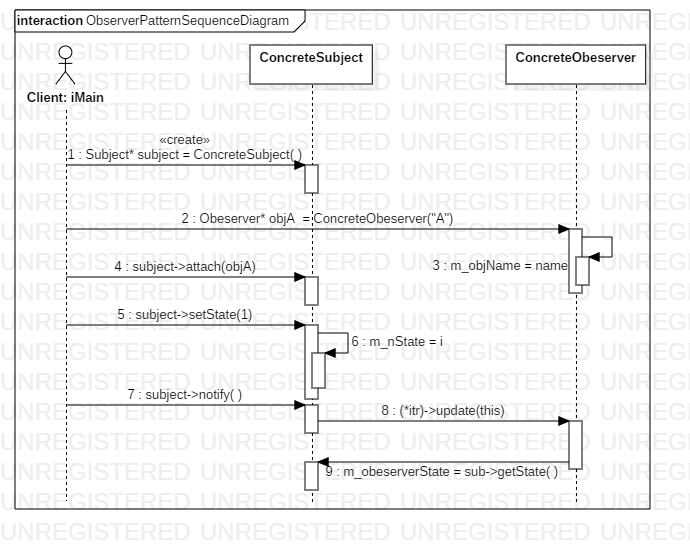 interaction ObserverPatternSequenceDiagram
ConcreteSubject
ConcreteObeserver
Client: iMain
«create»
1 : Subject* subject = ConcreteSubject( )
2 : Obeserver* objA = ConcreteObeserver("A")
3 : m_objName = name
4 : subject->attach(objA)
5 : subject->setState(1)
6 : m_nState = i
7 : subject->notify( )
8 : (*itr)->update(this)
9 : m_obeserverState = sub->getState( )
UNREGISTERED UNREGISTERED UNREGISTERED UNREGISTERED